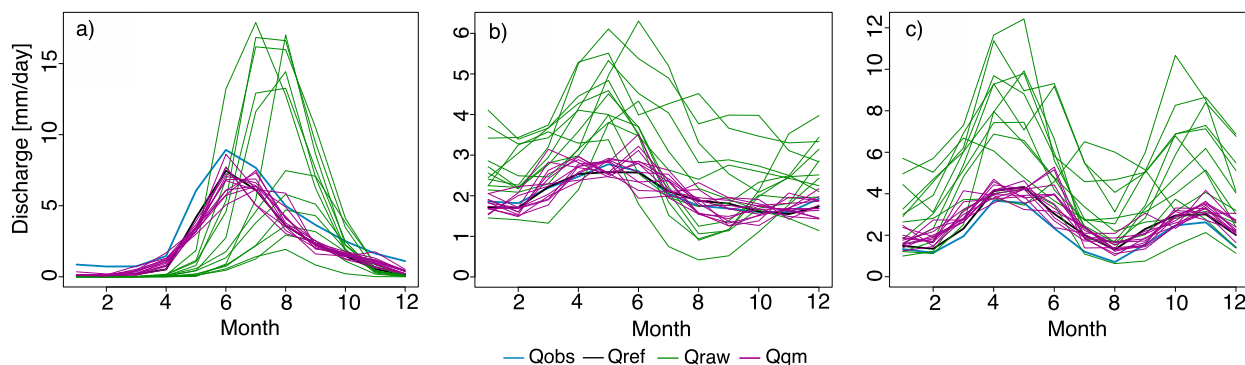 a)
b)
c)
Discharge [mm/day]
0 5 10 15
0 1 2 3 4 5 6
0 2 4 6 8 10 12
2 4 6 8 10 12
2 4 6 8 10 12
2 4 6 8 10 12
Month
Month
Month
Qobs Qref Qraw Qqm